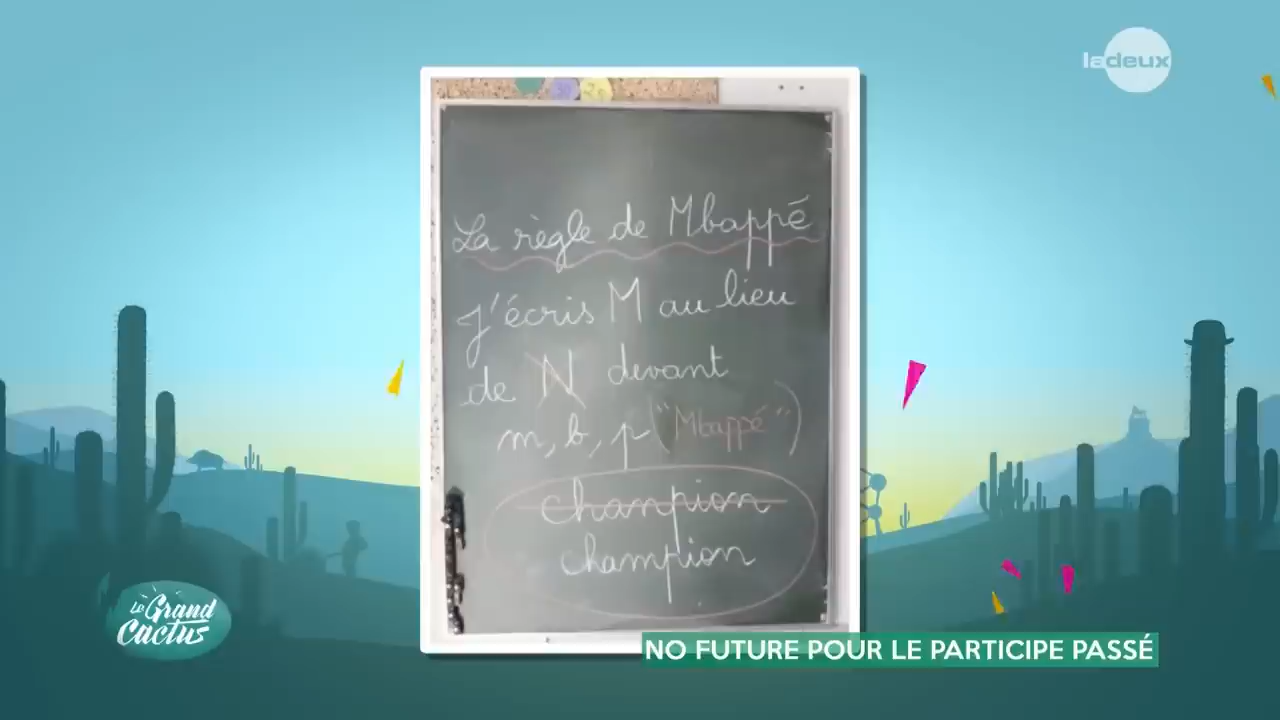 ladeux
La règle de Mbappé
j'écris M au lieu
de N devant
m, b, p ("Mbappé")
chanpion
champion
Le Grand
Cactus
NO FUTURE POUR LE PARTICIPE PASSÉ